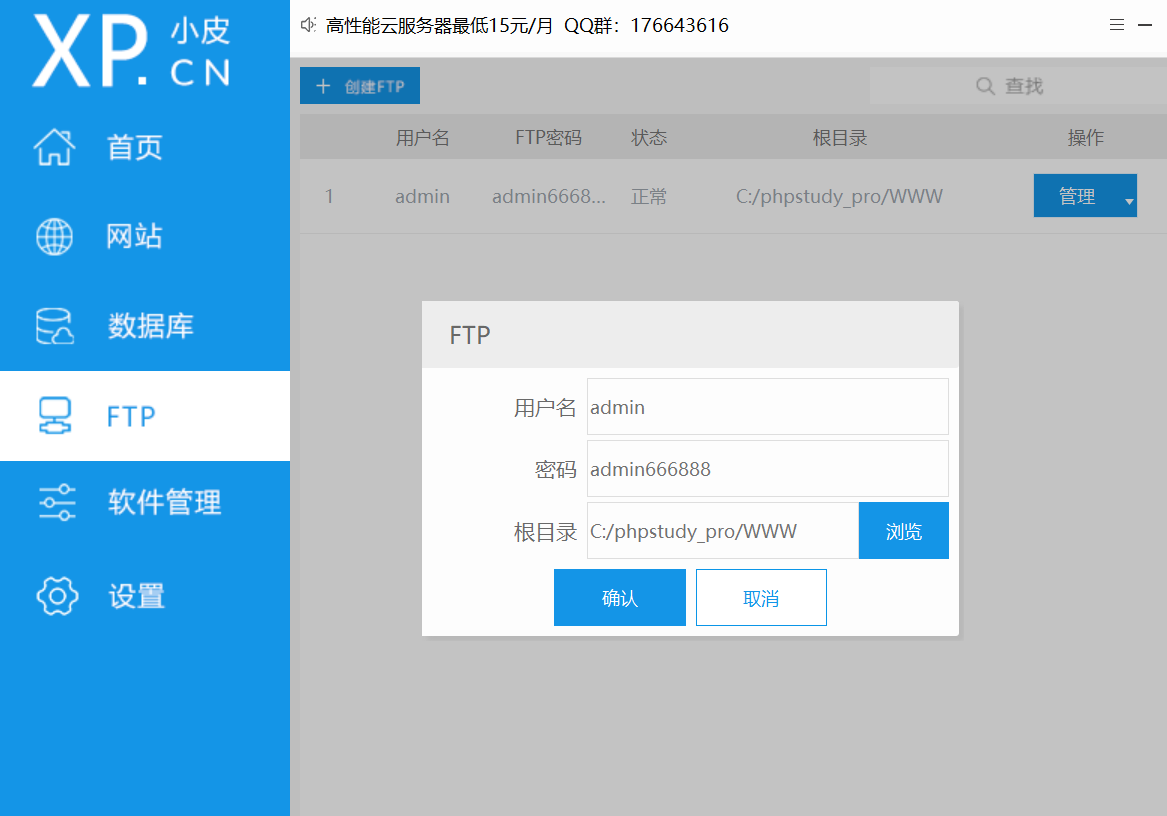 XP.小皮
CN
高性能云服务器最低15元/月 QQ群：176643616
首页
网站
数据库
FTP
软件管理
设置
+ 创建FTP
查找
用户名 FTP密码 状态 根目录 操作
1 admin admin6668... 正常 C:/phpstudy_pro/WWW 管理
FTP
用户名 admin
密码 admin666888
根目录 C:/phpstudy_pro/WWW 浏览
确认 取消